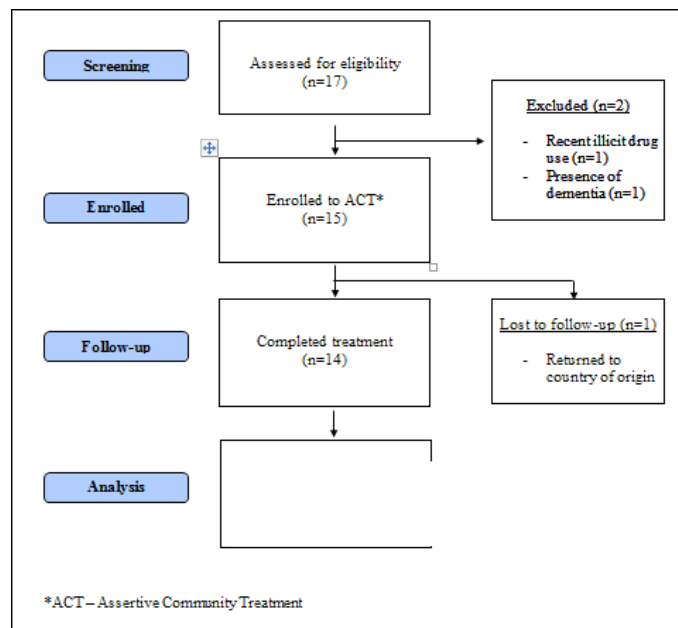 Screening
Assessed for eligibility
(n=17)
Excluded (n=2)
- Recent illicit drug
use (n=1)
- Presence of
dementia (n=1)
Enrolled
Enrolled to ACT*
(n=15)
Follow-up
Completed treatment
(n=14)
Lost to follow-up (n=1)
- Returned to
country of origin
Analysis
*ACT – Assertive Community Treatment